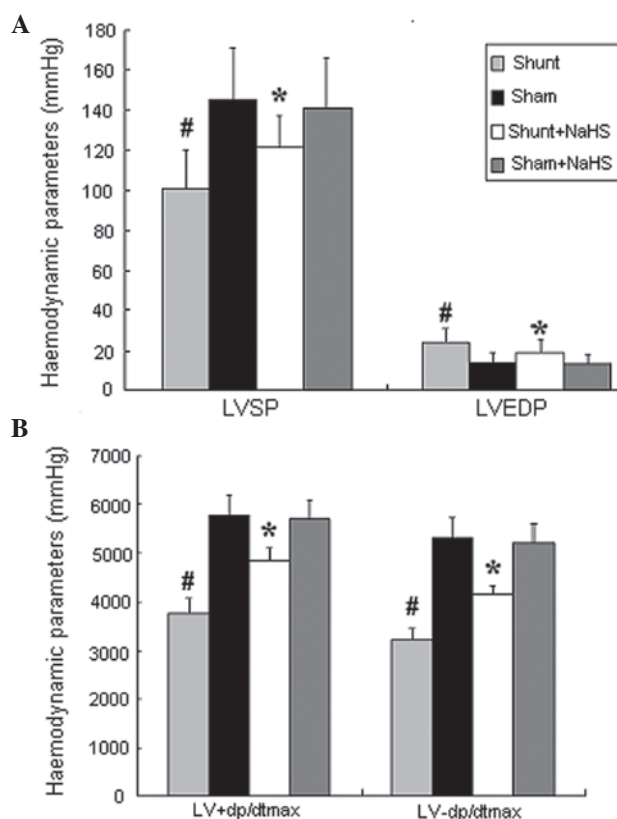 A
Haemodynamic parameters (mmHg)
180
160
140
120
100
80
60
40
20
0
#
*
#
*
Shunt
Sham
Shunt+NaHS
Sham+NaHS
LVSP
LVEDP
B
Haemodynamic parameters (mmHg)
7000
6000
5000
4000
3000
2000
1000
0
#
*
#
*
LV+dp/dtmax
LV-dp/dtmax